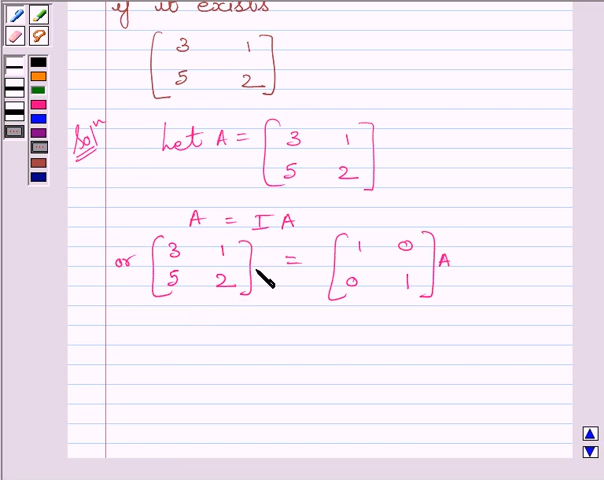 if it exists
[ 3 1
5 2 ]
Solⁿ Let A = [ 3 1
5 2 ]
A = I A
or [ 3 1
5 2 ] = [ 1 0
0 1 ] A